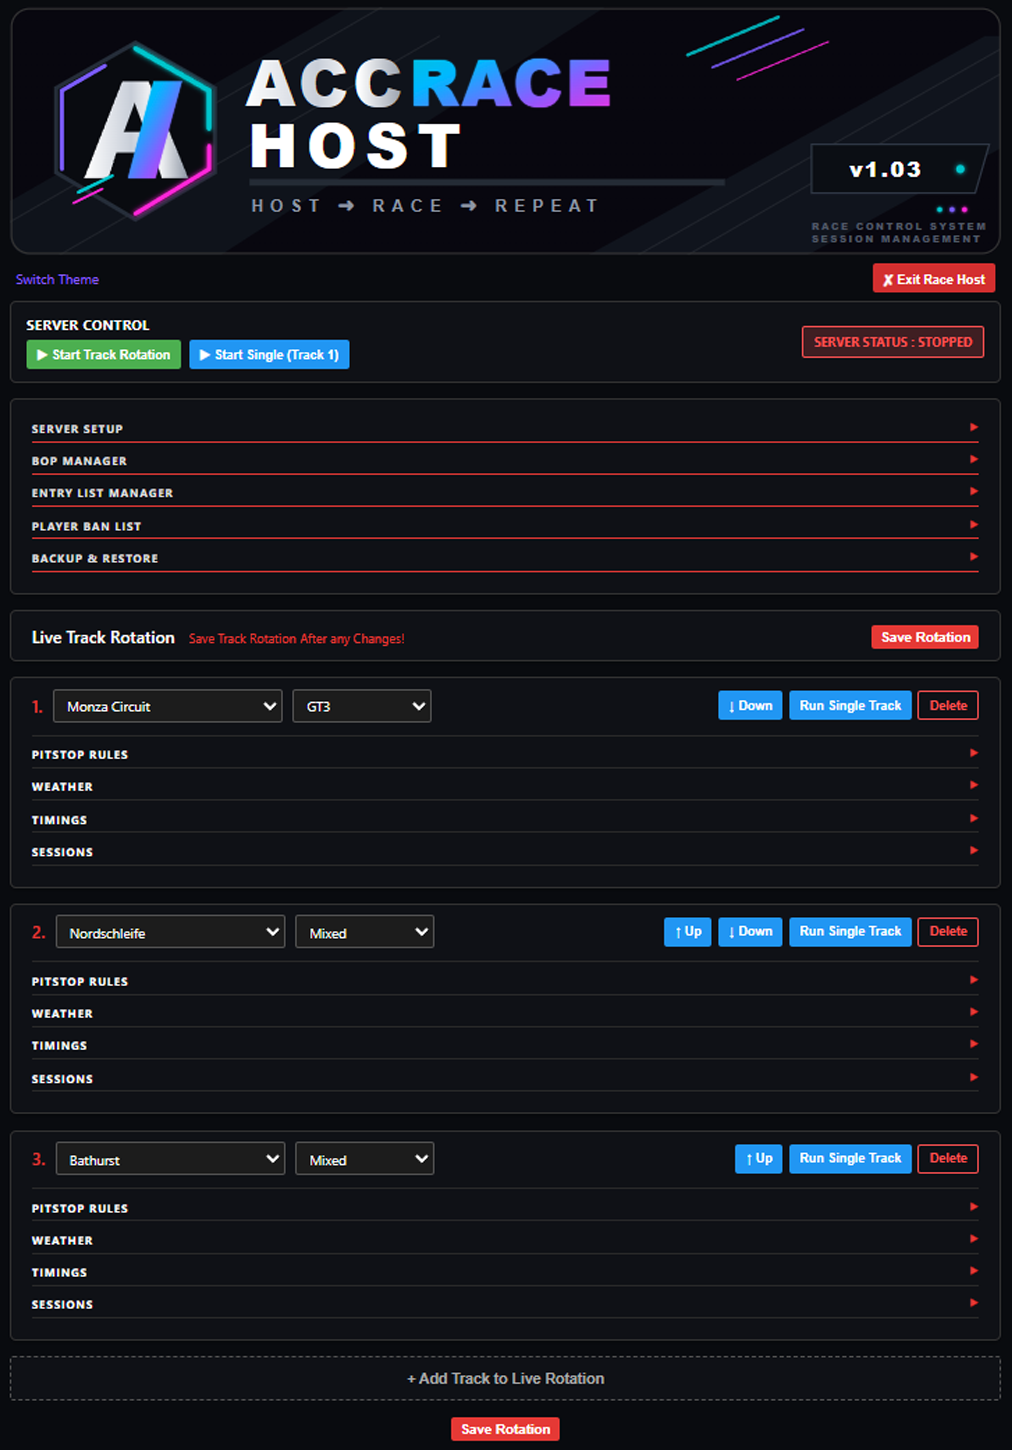 ACCRACE
HOST
HOST ➜ RACE ➜ REPEAT
v1.03
RACE CONTROL SYSTEM
SESSION MANAGEMENT
Switch Theme
✘ Exit Race Host
SERVER CONTROL
▶ Start Track Rotation ▶ Start Single (Track 1)
SERVER STATUS : STOPPED
SERVER SETUP ▶
BOP MANAGER ▶
ENTRY LIST MANAGER ▶
PLAYER BAN LIST ▶
BACKUP & RESTORE ▶
Live Track Rotation Save Track Rotation After any Changes! Save Rotation
1. Monza Circuit GT3 ↓ Down Run Single Track Delete
PITSTOP RULES ▶
WEATHER ▶
TIMINGS ▶
SESSIONS ▶
2. Nordschleife Mixed ↑ Up ↓ Down Run Single Track Delete
PITSTOP RULES ▶
WEATHER ▶
TIMINGS ▶
SESSIONS ▶
3. Bathurst Mixed ↑ Up Run Single Track Delete
PITSTOP RULES ▶
WEATHER ▶
TIMINGS ▶
SESSIONS ▶
+ Add Track to Live Rotation
Save Rotation